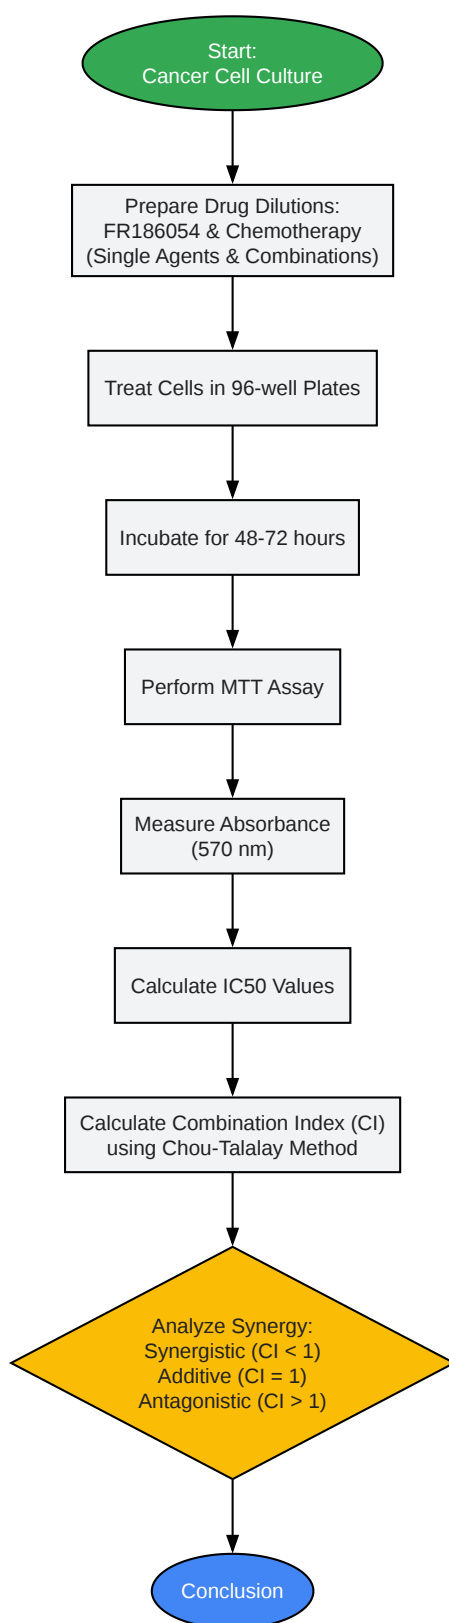 Start:
Cancer Cell Culture
Prepare Drug Dilutions:
FR186054 & Chemotherapy
(Single Agents & Combinations)
Treat Cells in 96-well Plates
Incubate for 48-72 hours
Perform MTT Assay
Measure Absorbance
(570 nm)
Calculate IC50 Values
Calculate Combination Index (CI)
using Chou-Talalay Method
Analyze Synergy:
Synergistic (CI < 1)
Additive (CI = 1)
Antagonistic (CI > 1)
Conclusion